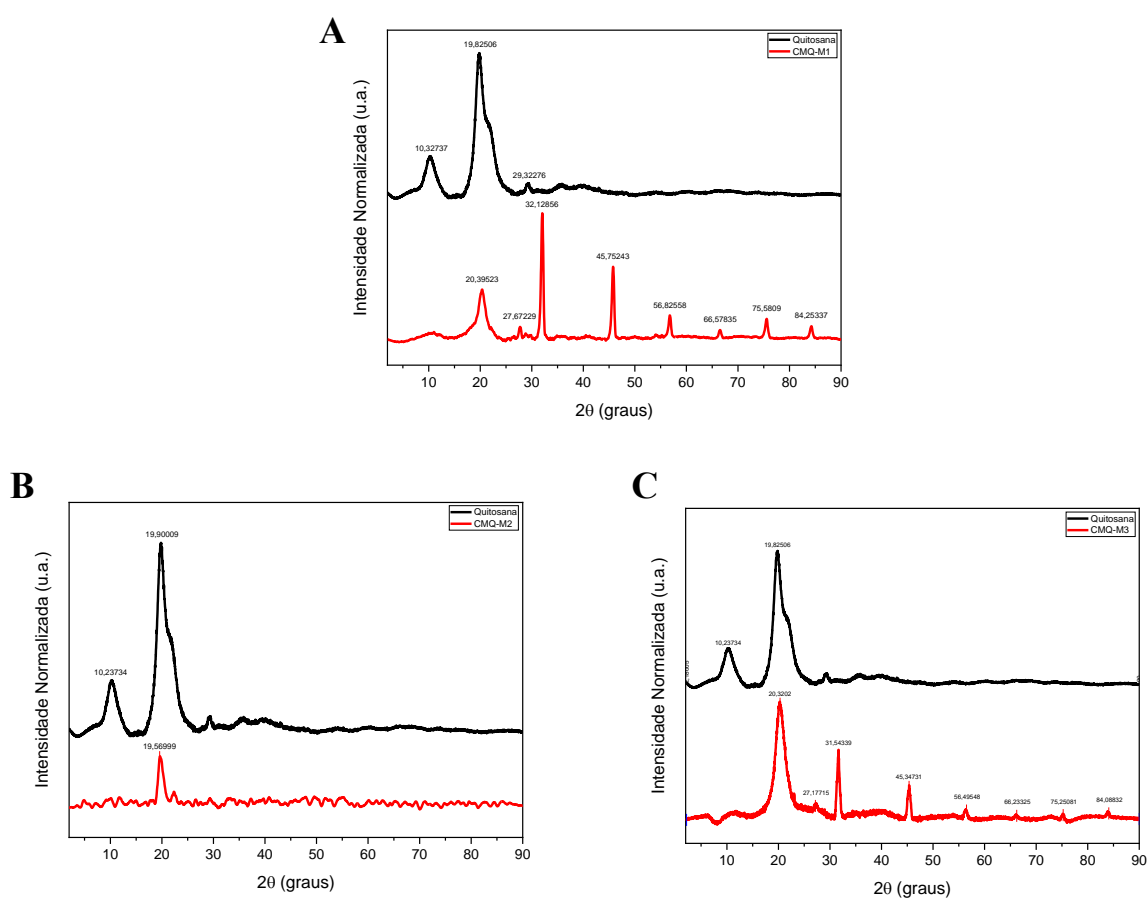 A
Quitosana
CMQ-M1
19,82506
10,32737
29,32276
32,12856
45,75243
20,39523
27,67229
56,82558
66,57835
75,5809
84,25337
Intensidade Normalizada (u.a.)
10 20 30 40 50 60 70 80 90
2θ (graus)
B
Quitosana
CMQ-M2
19,90009
10,23734
19,56999
Intensidade Normalizada (u.a.)
10 20 30 40 50 60 70 80 90
2θ (graus)
C
Quitosana
CMQ-M3
19,82506
10,23734
20,3202
31,54339
27,17715
45,34731
56,49548
66,23325
75,25081
84,08832
Intensidade Normalizada (u.a.)
10 20 30 40 50 60 70 80 90
2θ (graus)